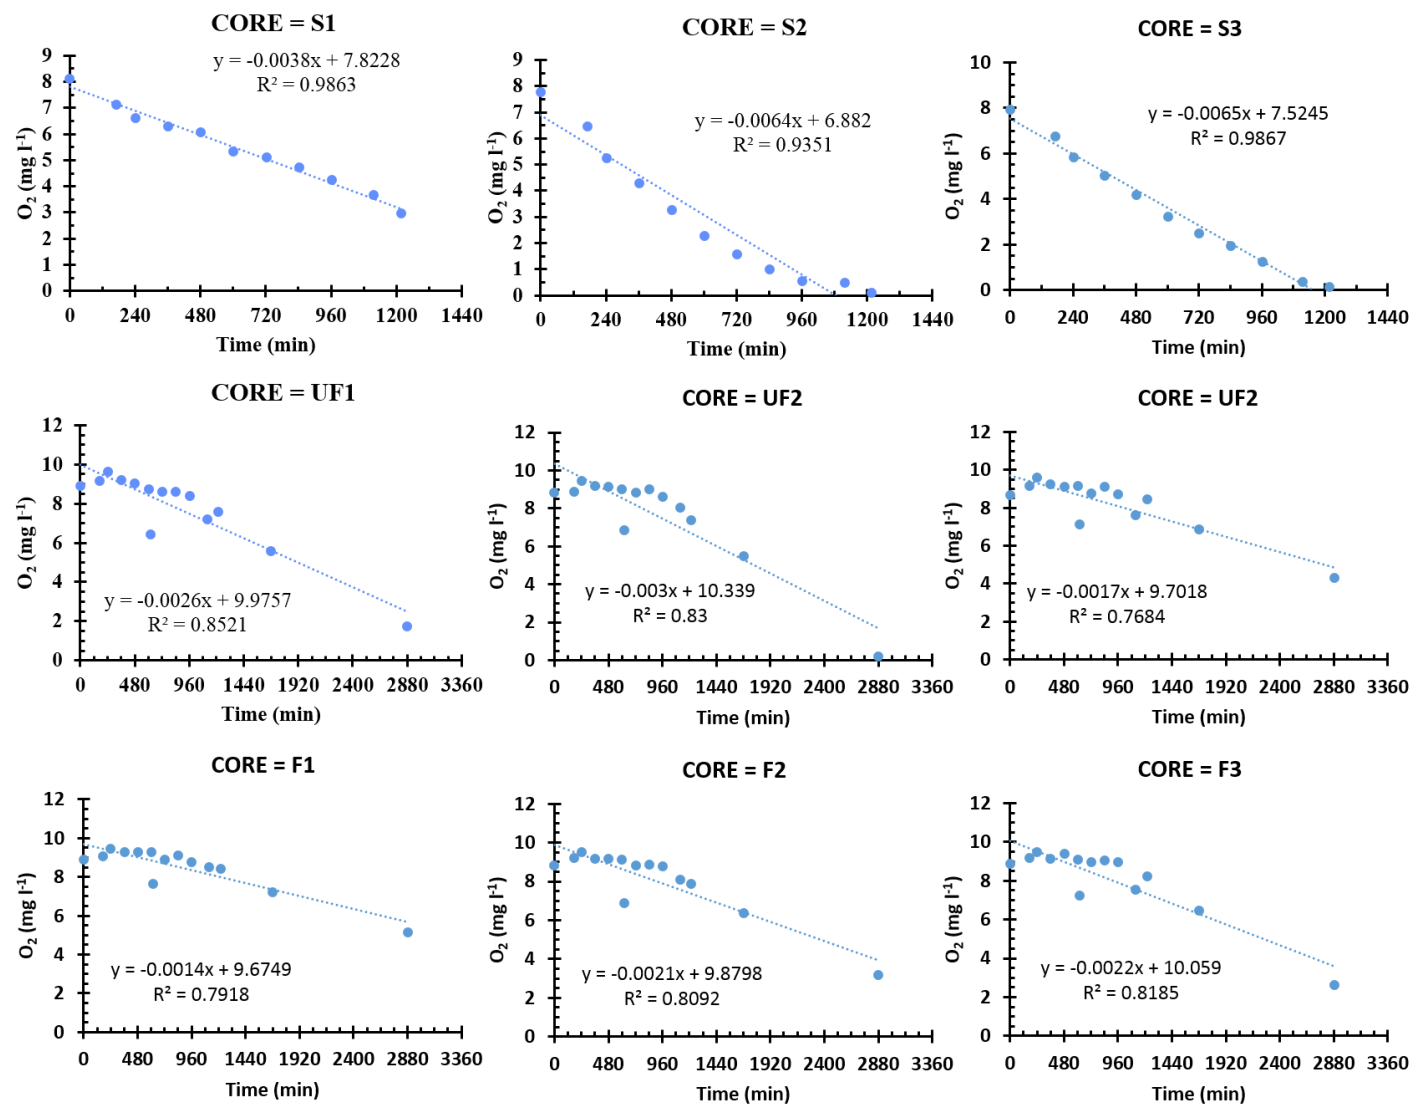 CORE = S1
y = -0.0038x + 7.8228
R² = 0.9863
O₂ (mg l⁻¹)
9
8
7
6
5
4
3
2
1
0
0 240 480 720 960 1200 1440
Time (min)
CORE = S2
y = -0.0064x + 6.882
R² = 0.9351
O₂ (mg l⁻¹)
9
8
7
6
5
4
3
2
1
0
0 240 480 720 960 1200 1440
Time (min)
CORE = S3
y = -0.0065x + 7.5245
R² = 0.9867
O₂ (mg l⁻¹)
10
8
6
4
2
0
0 240 480 720 960 1200 1440
Time (min)
CORE = UF1
O₂ (mg l⁻¹)
12
10
8
6
4
2
0
y = -0.0026x + 9.9757
R² = 0.8521
0 480 960 1440 1920 2400 2880 3360
Time (min)
CORE = UF2
O₂ (mg l⁻¹)
12
10
8
6
4
2
0
y = -0.003x + 10.339
R² = 0.83
0 480 960 1440 1920 2400 2880 3360
Time (min)
CORE = UF2
O₂ (mg l⁻¹)
12
10
8
6
4
2
0
y = -0.0017x + 9.7018
R² = 0.7684
0 480 960 1440 1920 2400 2880 3360
Time (min)
CORE = F1
O₂ (mg l⁻¹)
12
10
8
6
4
2
0
y = -0.0014x + 9.6749
R² = 0.7918
0 480 960 1440 1920 2400 2880 3360
Time (min)
CORE = F2
O₂ (mg l⁻¹)
12
10
8
6
4
2
0
y = -0.0021x + 9.8798
R² = 0.8092
0 480 960 1440 1920 2400 2880 3360
Time (min)
CORE = F3
O₂ (mg l⁻¹)
12
10
8
6
4
2
0
y = -0.0022x + 10.059
R² = 0.8185
0 480 960 1440 1920 2400 2880 3360
Time (min)